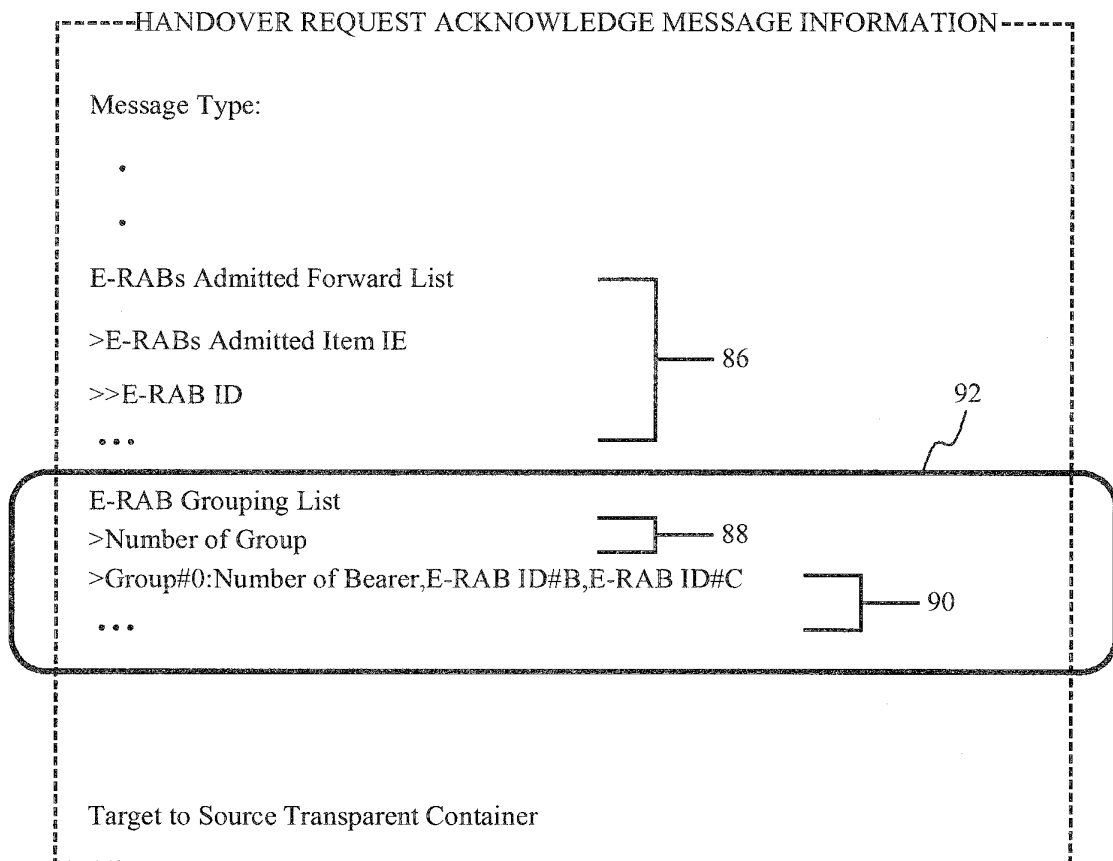 HANDOVER REQUEST ACKNOWLEDGE MESSAGE INFORMATION
Message Type:
E-RABs Admitted Forward List
>E-RABs Admitted Item IE
86
>>E-RAB ID
92
...
E-RAB Grouping List
>Number of Group
88
>Group#0:Number of Bearer,E-RAB ID#B,E-RAB ID#C
90
...
Target to Source Transparent Container